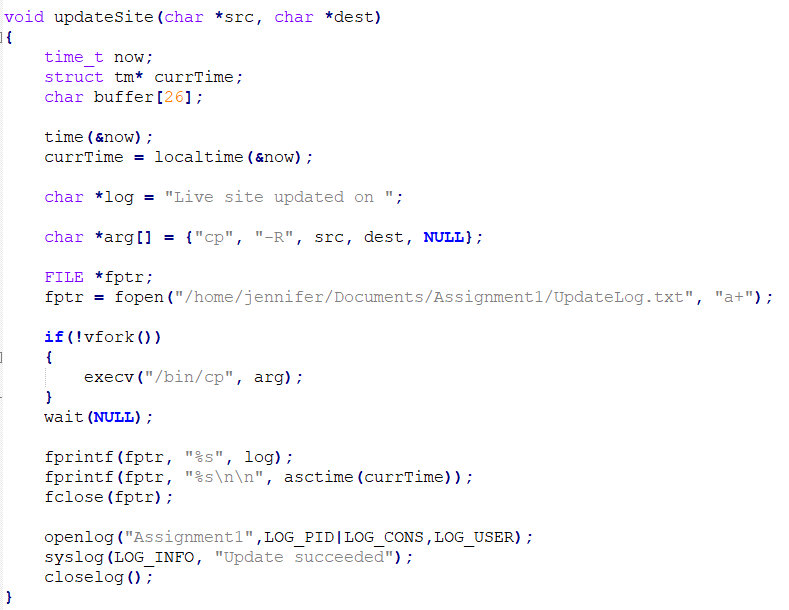 void updateSite(char *src, char *dest)
{
    time_t now;
    struct tm* currTime;
    char buffer[26];

    time(&now);
    currTime = localtime(&now);

    char *log = "Live site updated on ";

    char *arg[] = {"cp", "-R", src, dest, NULL};

    FILE *fptr;
    fptr = fopen("/home/jennifer/Documents/Assignment1/UpdateLog.txt", "a+");

    if(!vfork())
    {
        execv("/bin/cp", arg);
    }
    wait(NULL);

    fprintf(fptr, "%s", log);
    fprintf(fptr, "%s\n\n", asctime(currTime));
    fclose(fptr);

    openlog("Assignment1",LOG_PID|LOG_CONS,LOG_USER);
    syslog(LOG_INFO, "Update succeeded");
    closelog();
}